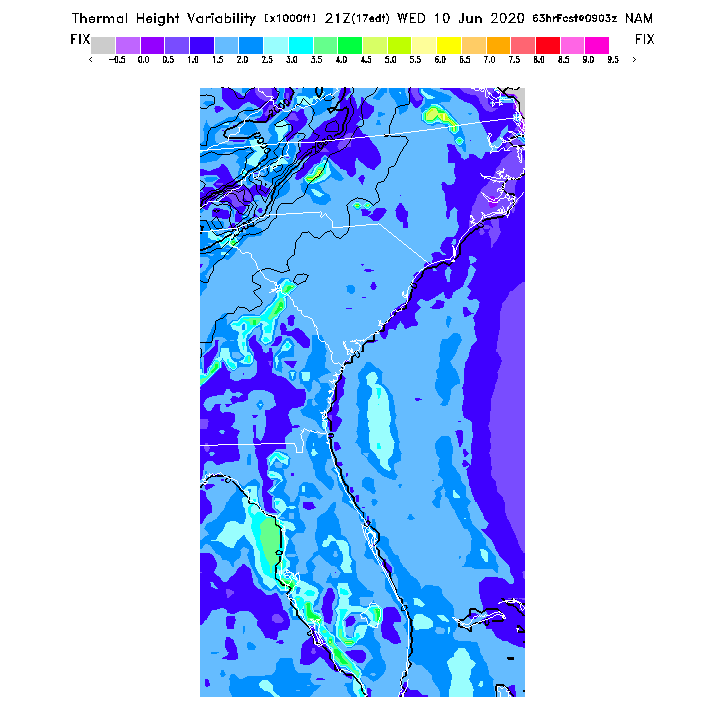 Thermal Height Variability [x1000ft] 21Z(17edt) WED 10 Jun 2020 63hrFcst@0903z NAM
FIX FIX
< -0.5 0.0 0.5 1.0 1.5 2.0 2.5 3.0 3.5 4.0 4.5 5.0 5.5 6.0 6.5 7.0 7.5 8.0 8.5 9.0 9.5 >